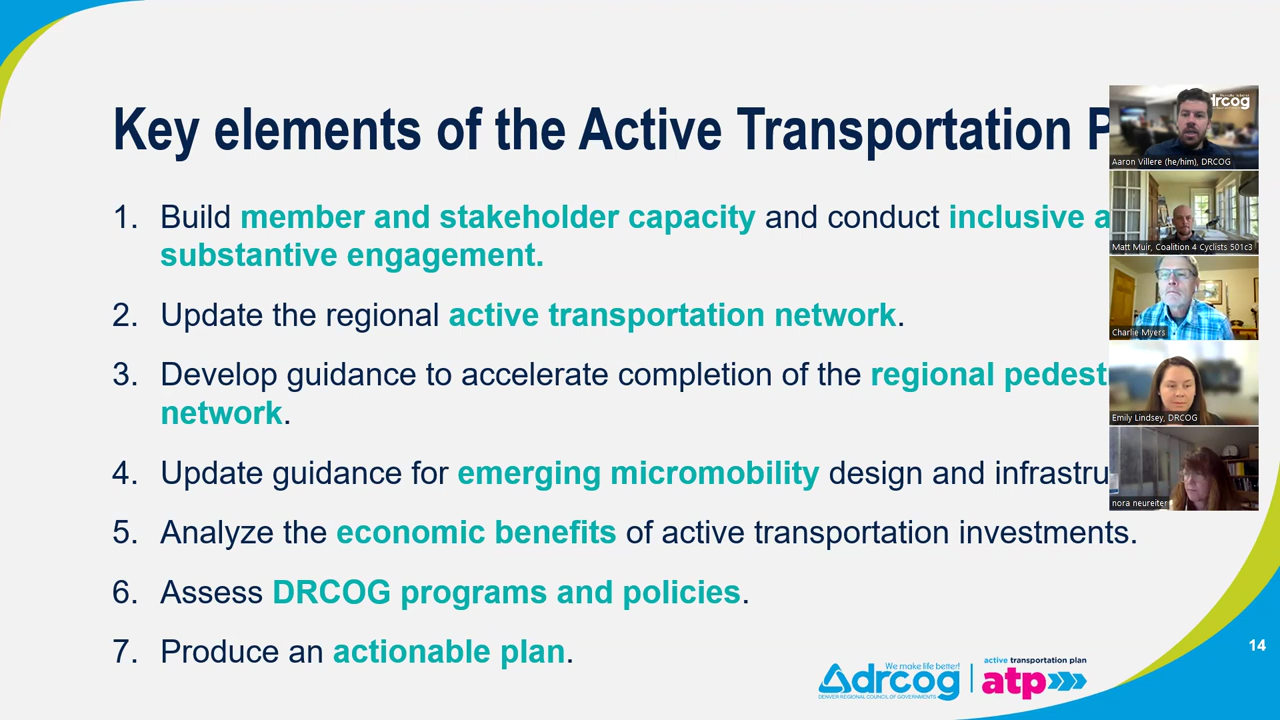 Key elements of the Active Transportation P
1. Build member and stakeholder capacity and conduct inclusive a
substantive engagement.
2. Update the regional active transportation network.
3. Develop guidance to accelerate completion of the regional pedest
network.
4. Update guidance for emerging micromobility design and infrastru
5. Analyze the economic benefits of active transportation investments.
6. Assess DRCOG programs and policies.
7. Produce an actionable plan.
drcog
Aaron Villere (he/him), DRCOG
Matt Muir, Coalition 4 Cyclists 501c3
Charlie Myers
Emily Lindsey, DRCOG
nora neureiter
14
We make life better!
drcog
DENVER REGIONAL COUNCIL OF GOVERNMENTS
active transportation plan
atp